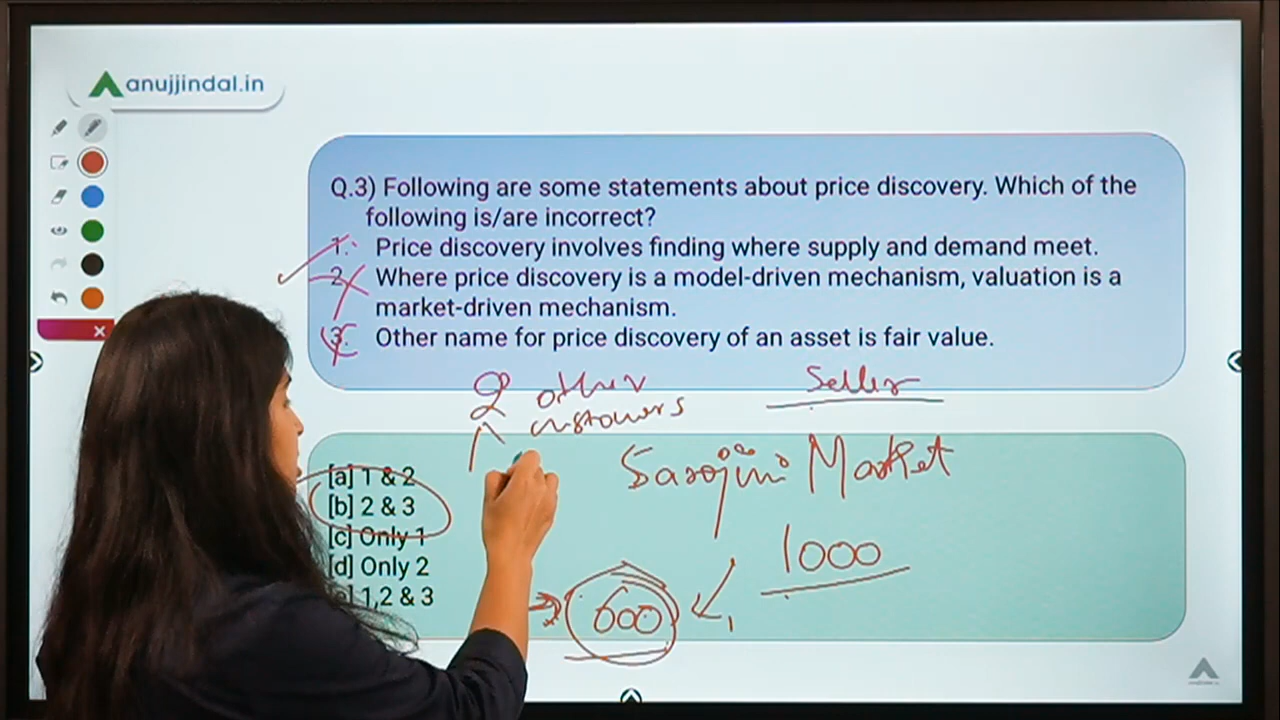 anujjindal.in
Q.3) Following are some statements about price discovery. Which of the
following is/are incorrect?
1. Price discovery involves finding where supply and demand meet.
2. Where price discovery is a model-driven mechanism, valuation is a
market-driven mechanism.
3. Other name for price discovery of an asset is fair value.
2 other
customers
Seller
Sarojini Market
[a] 1 & 2
[b] 2 & 3
[c] Only 1
[d] Only 2
1,2 & 3
1000
600